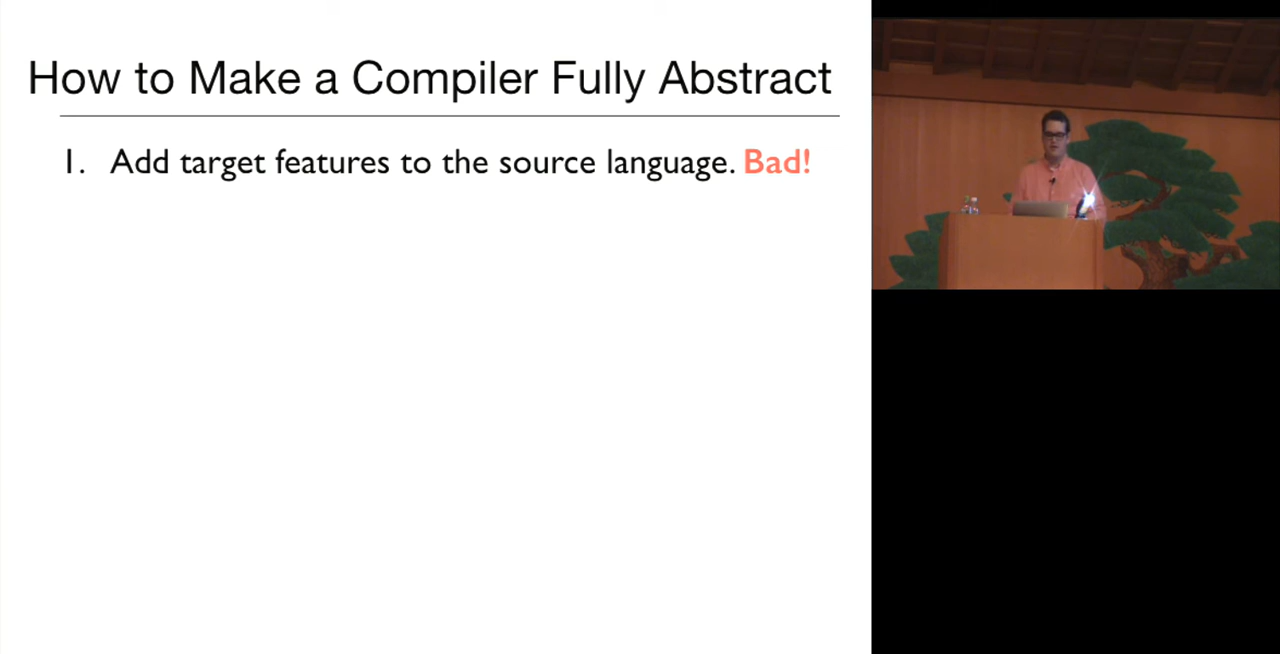 How to Make a Compiler Fully Abstract
1. Add target features to the source language. Bad!